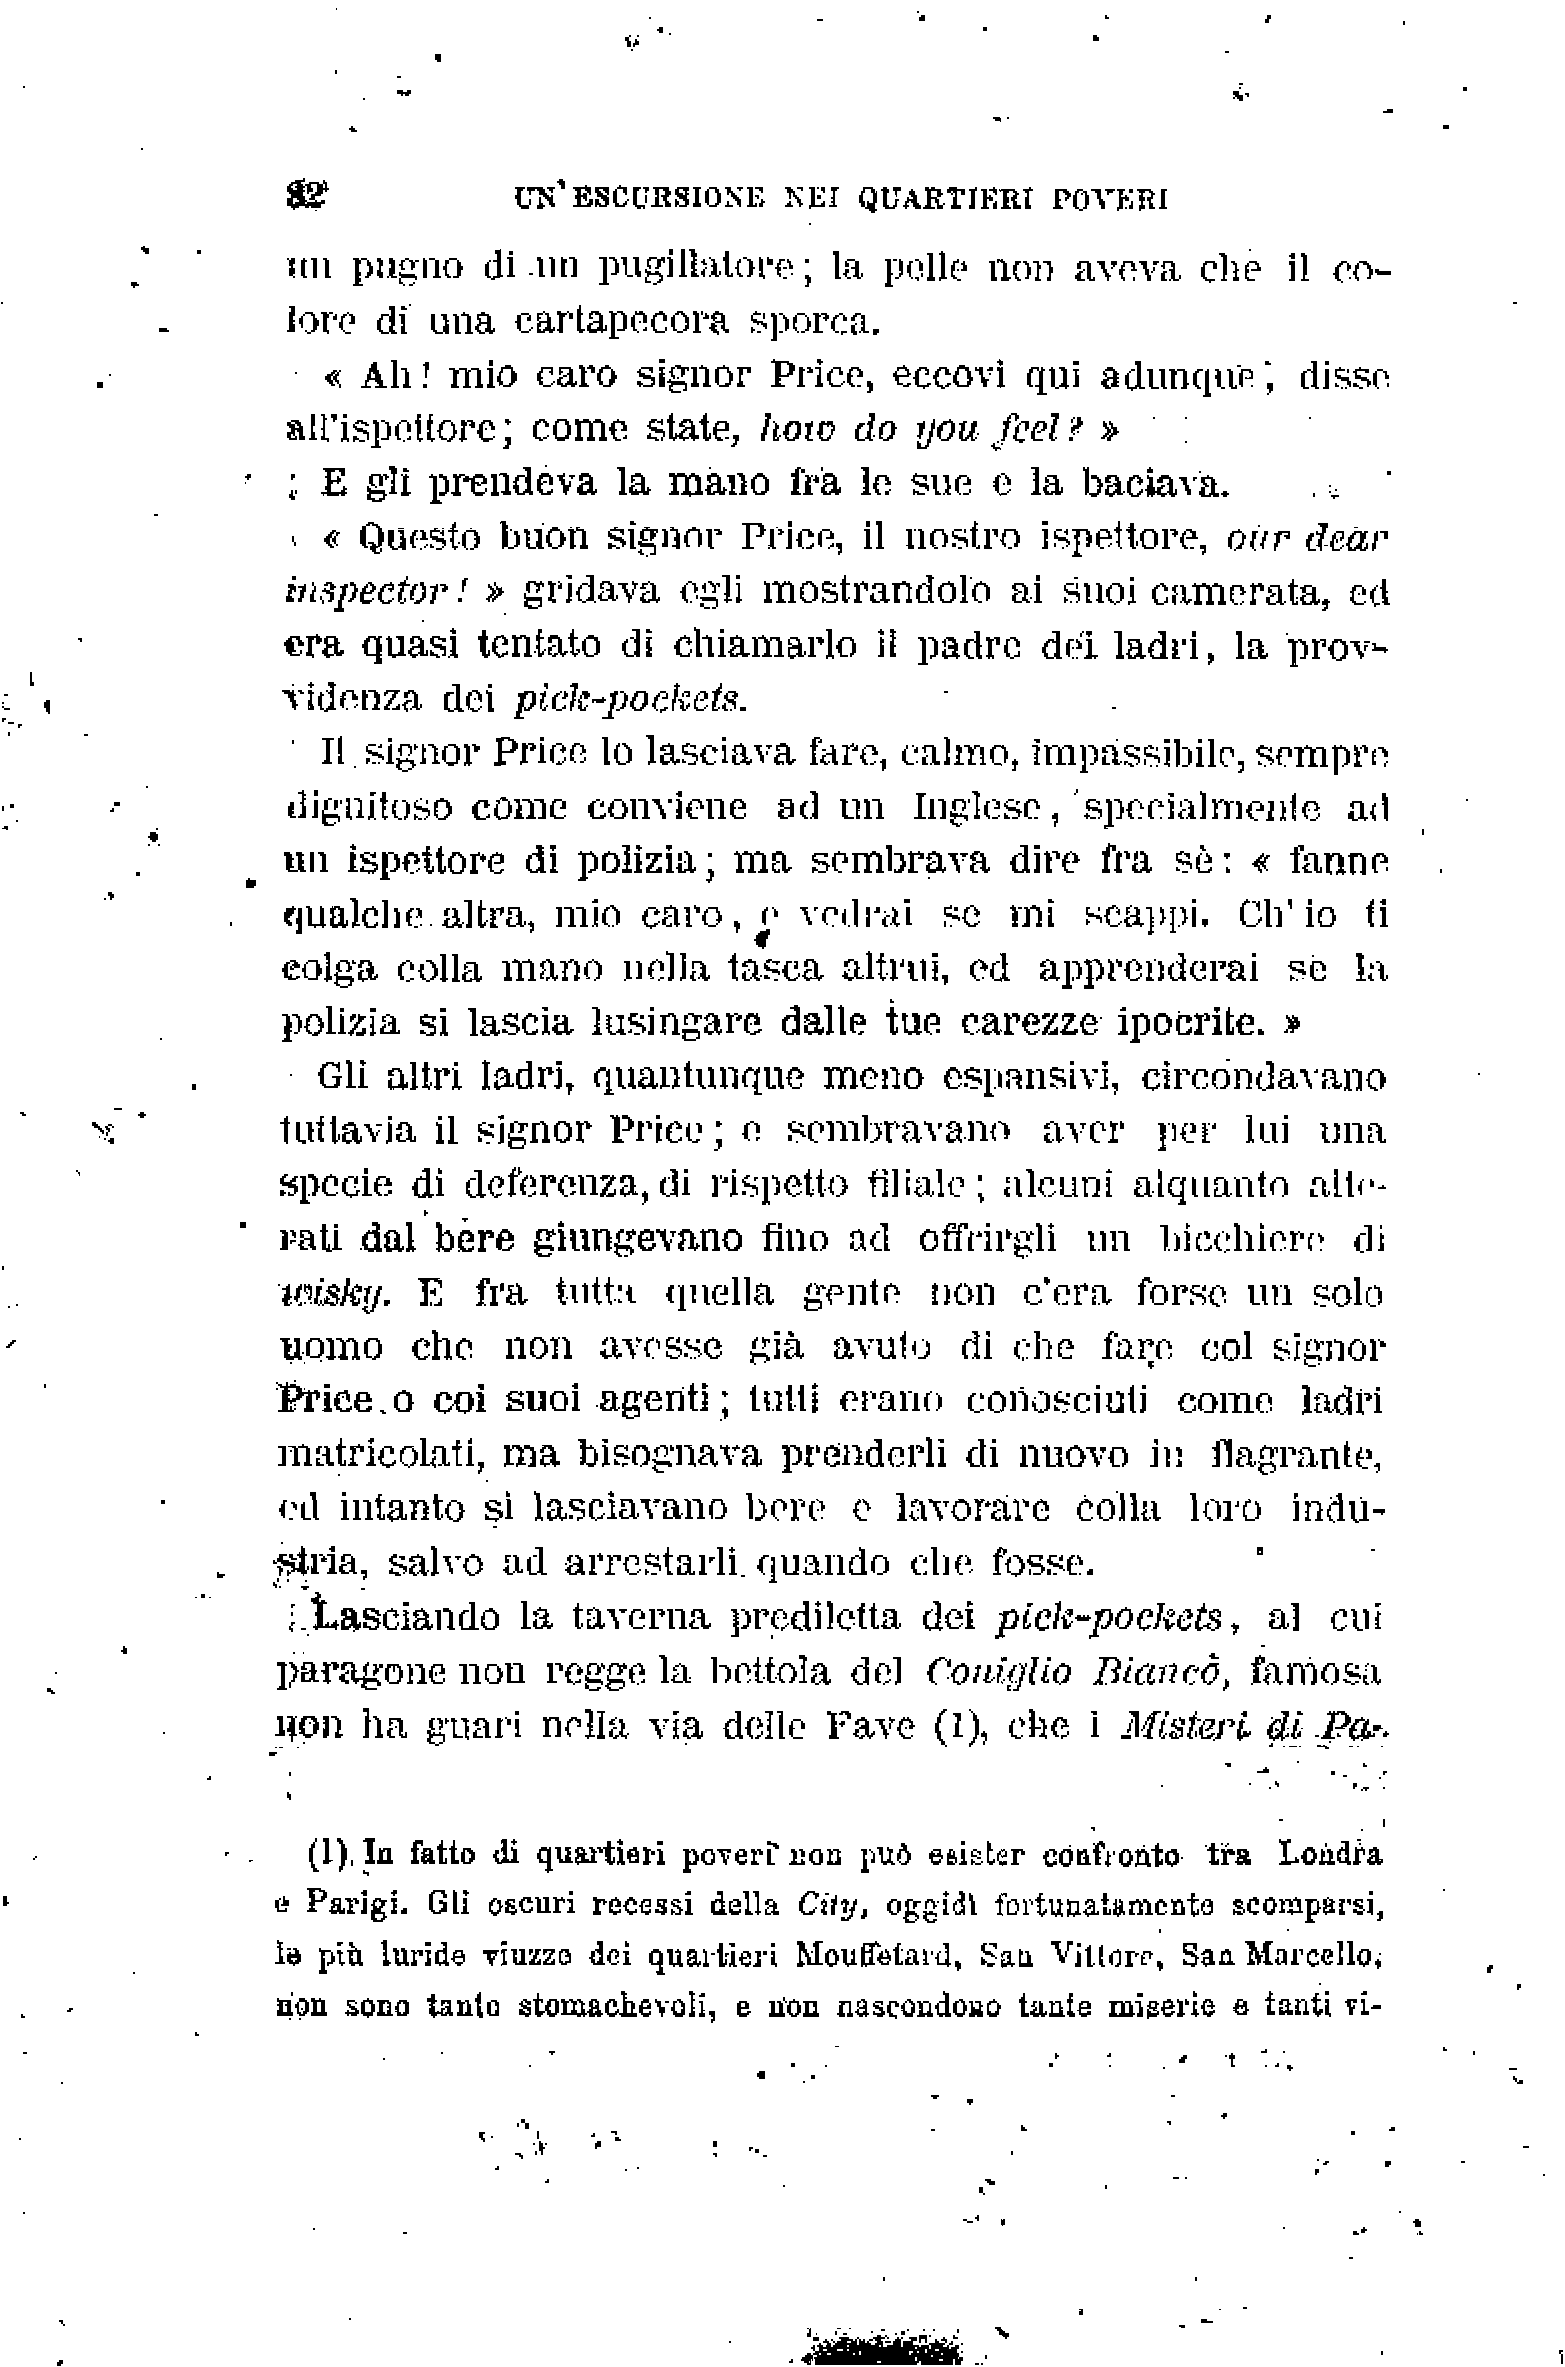 82 UN' ESCURSIONE NEI QUARTIERI POVERI
un pugno di un pugillatore; la pelle non aveva che il co-
lore di una cartapecora sporca.
« Ah! mio caro signor Price, eccovi qui adunque, disse
all'ispettore; come state, how do you feel? »
E gli prendeva la mano fra le sue e la baciava.
« Questo buon signor Price, il nostro ispettore, our dear
inspector! » gridava egli mostrandolo ai suoi camerata, ed
era quasi tentato di chiamarlo il padre dei ladri, la prov-
videnza dei pick-pockets.
Il signor Price lo lasciava fare, calmo, impassibile, sempre
dignitoso come conviene ad un Inglese, specialmente ad
un ispettore di polizia; ma sembrava dire fra sè: « fanne
qualche altra, mio caro, e vedrai se mi scappi. Ch' io ti
colga colla mano nella tasca altrui, ed apprenderai se la
polizia si lascia lusingare dalle tue carezze ipocrite. »
Gli altri ladri, quantunque meno espansivi, circondavano
tuttavia il signor Price; e sembravano aver per lui una
specie di deferenza, di rispetto filiale; alcuni alquanto alte-
rati dal bere giungevano fino ad offrirgli un bicchiere di
wisky. E fra tutta quella gente non c'era forse un solo
uomo che non avesse già avuto di che fare col signor
Price o coi suoi agenti; tutti erano conosciuti come ladri
matricolati, ma bisognava prenderli di nuovo in flagrante,
ed intanto si lasciavano bere e lavorare colla loro indu-
stria, salvo ad arrestarli quando che fosse.
Lasciando la taverna prediletta dei pick-pockets, al cui
paragone non regge la bettola del Coniglio Bianco, famosa
non ha guari nella via delle Fave (1), che i Misteri di Pa-
(1) In fatto di quartieri poveri non può esister confronto tra Londra
e Parigi. Gli oscuri recessi della City, oggidì fortunatamente scomparsi,
le più luride viuzze dei quartieri Mouffetard, San Vittore, San Marcello,
non sono tanto stomachevoli, e non nascondono tante miserie e tanti vi-